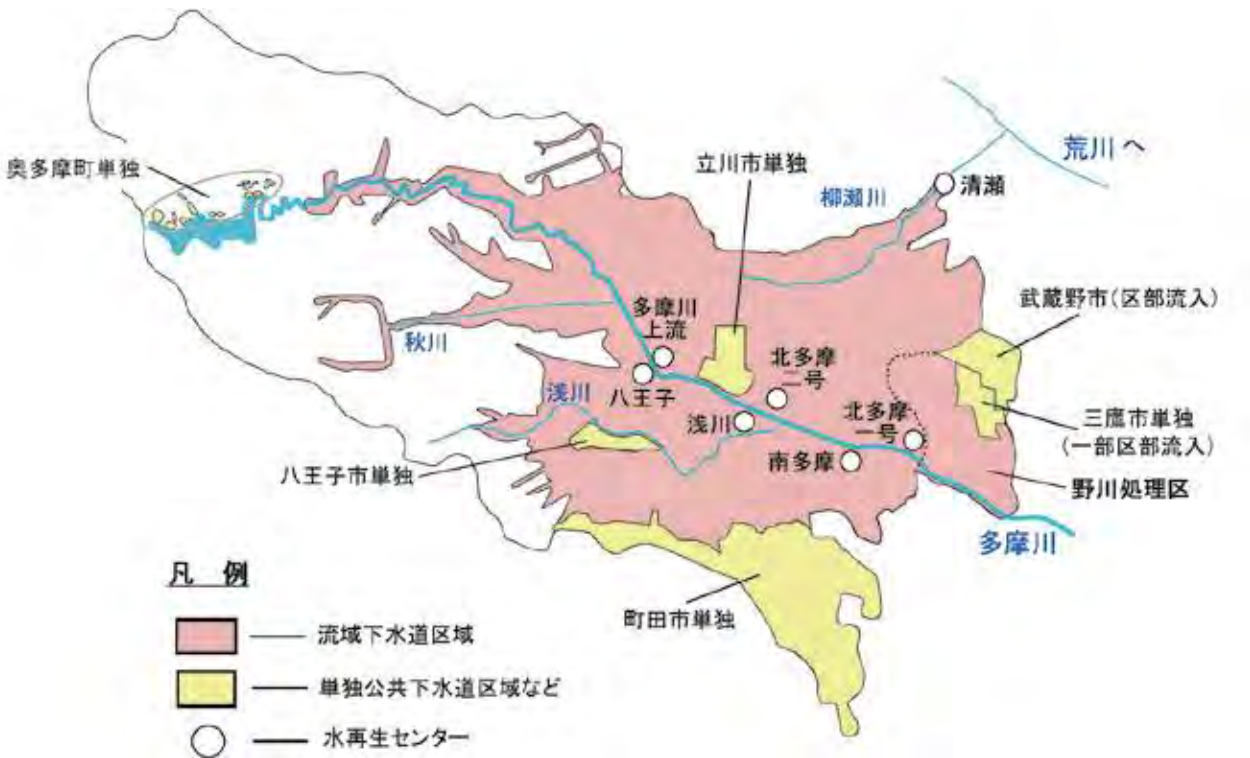 奥多摩町単独
立川市単独
荒川へ
清瀬
柳瀬川
武蔵野市(区部流入)
多摩川
上流
秋川
北多摩
二号
八王子
浅川
浅川
北多摩
一号
三鷹市単独
(一部区部流入)
八王子市単独
南多摩
野川処理区
多摩川
町田市単独
凡 例
流域下水道区域
単独公共下水道区域など
水再生センター